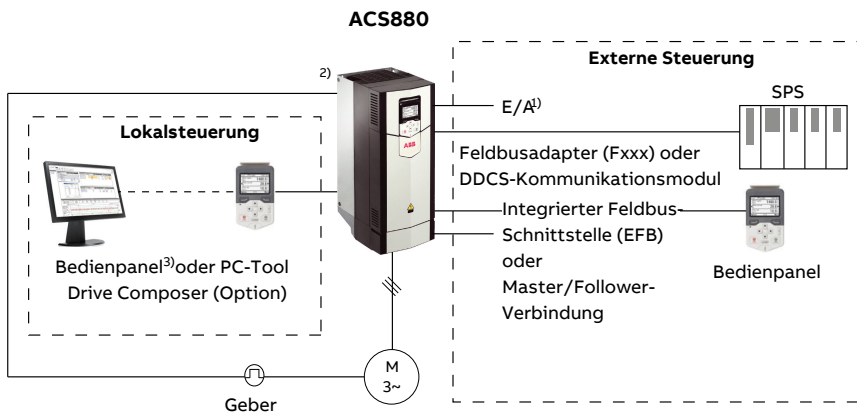 ACS880
Externe Steuerung
2)
SPS
E/A1)
Lokalsteuerung
ABB
Feldbusadapter (Fxxx) oder
DDCS-Kommunikationsmodul
Integrierter Feldbus-
Schnittstelle (EFB)
oder
Master/Follower-
Verbindung
Bedienpanel
Bedienpanel3)oder PC-Tool
Drive Composer (Option)
M
3~
Geber